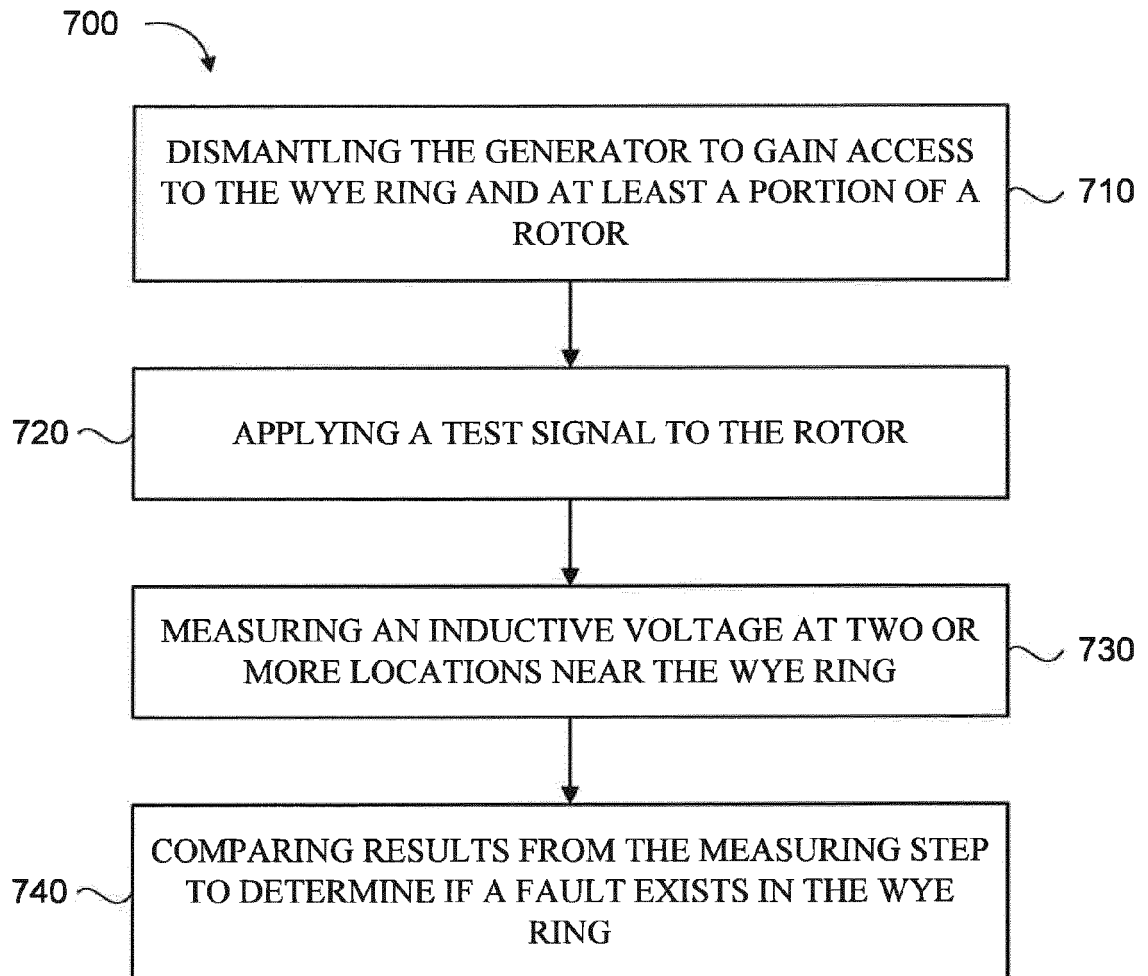 700
DISMANTLING THE GENERATOR TO GAIN ACCESS
TO THE WYE RING AND AT LEAST A PORTION OF A
ROTOR
710
720
APPLYING A TEST SIGNAL TO THE ROTOR
MEASURING AN INDUCTIVE VOLTAGE AT TWO OR
MORE LOCATIONS NEAR THE WYE RING
730
COMPARING RESULTS FROM THE MEASURING STEP
TO DETERMINE IF A FAULT EXISTS IN THE WYE
RING
740